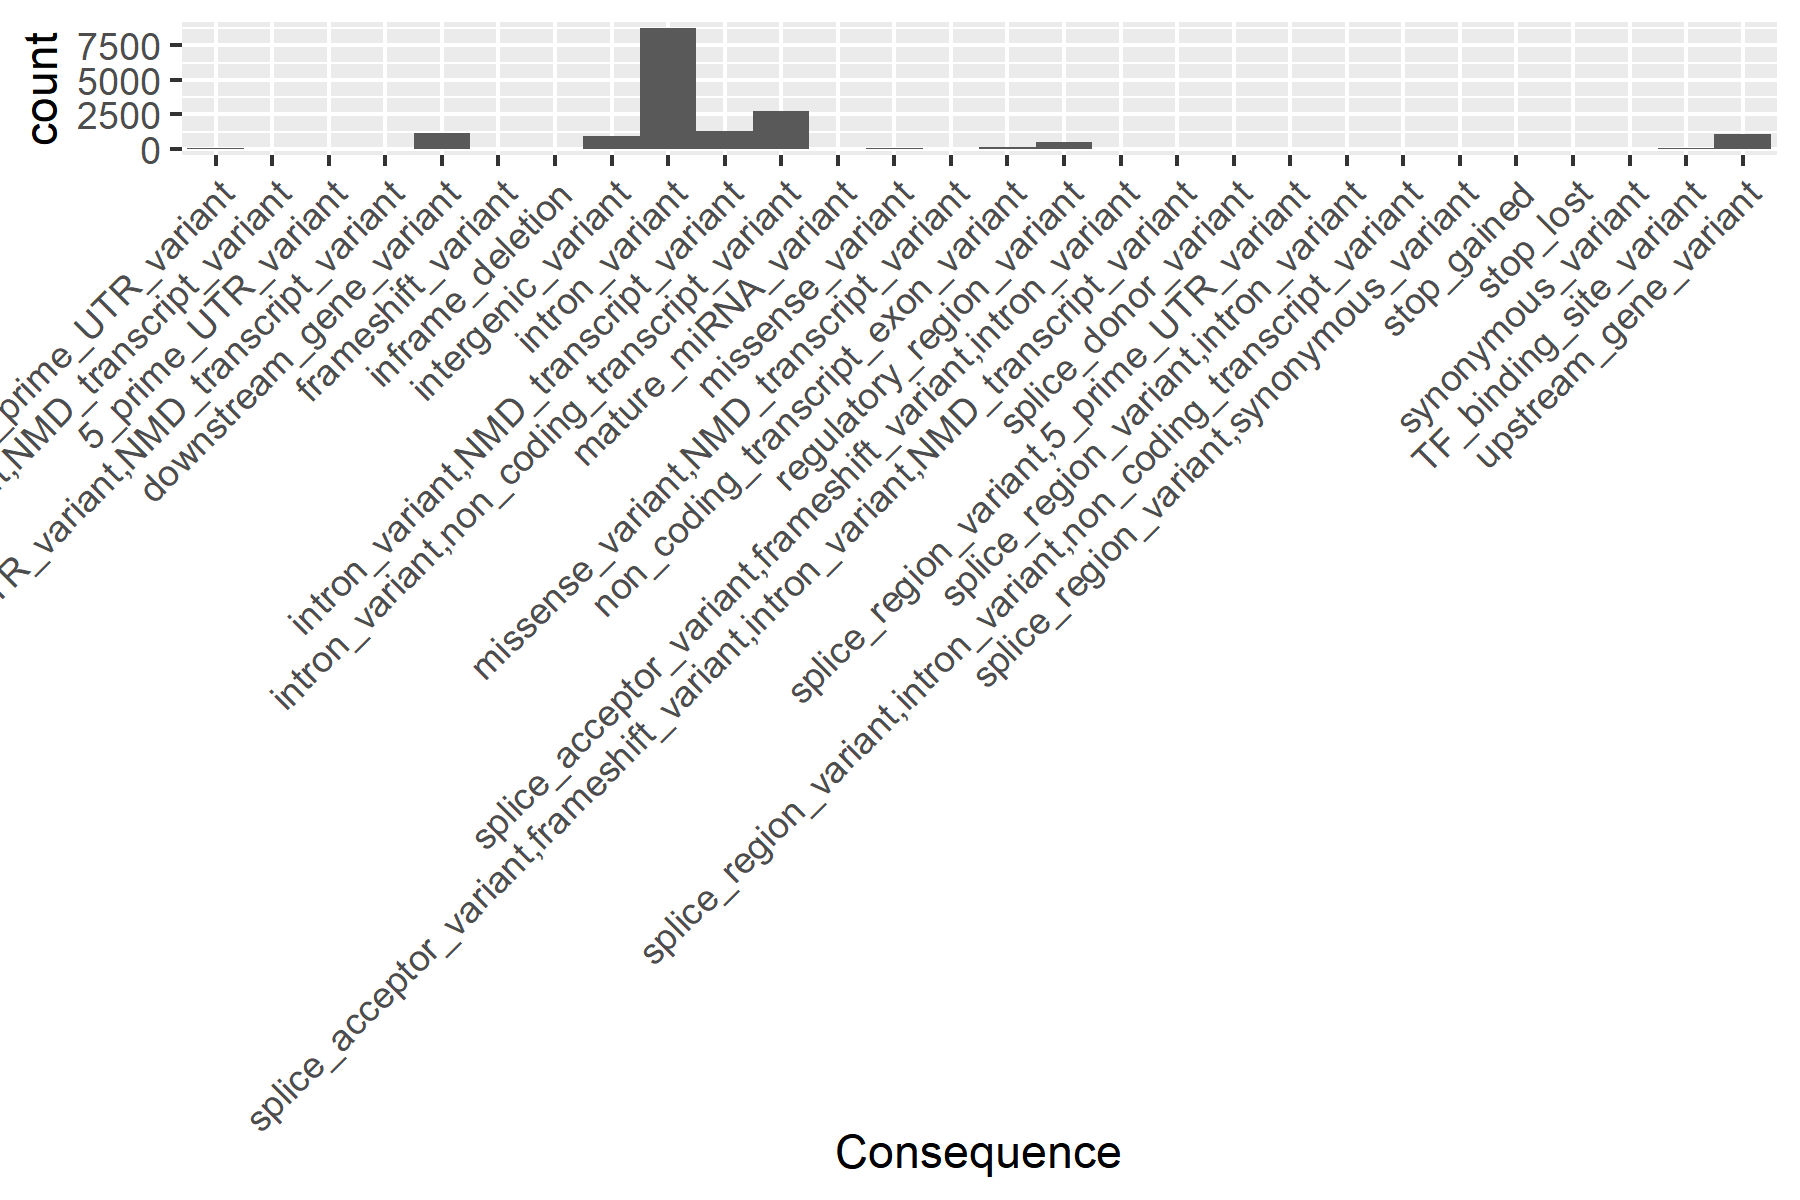 count
7500
5000
2500
0
_prime_UTR_variant
,NMD_transcript_variant
5_prime_UTR_variant
_variant,NMD_transcript_variant
downstream_gene_variant
frameshift_variant
inframe_deletion
intergenic_variant
intron_variant
intron_variant,NMD_transcript_variant
intron_variant,non_coding_transcript_variant
mature_miRNA_variant
missense_variant
missense_variant,NMD_transcript_variant
non_coding_transcript_exon_variant
regulatory_region_variant
splice_acceptor_variant,frameshift_variant,intron_variant
splice_acceptor_variant,frameshift_variant,intron_variant,NMD_transcript_variant
splice_donor_variant
splice_region_variant,5_prime_UTR_variant
splice_region_variant,intron_variant
splice_region_variant,intron_variant,non_coding_transcript_variant
splice_region_variant,synonymous_variant
stop_gained
stop_lost
synonymous_variant
TF_binding_site_variant
upstream_gene_variant
Consequence